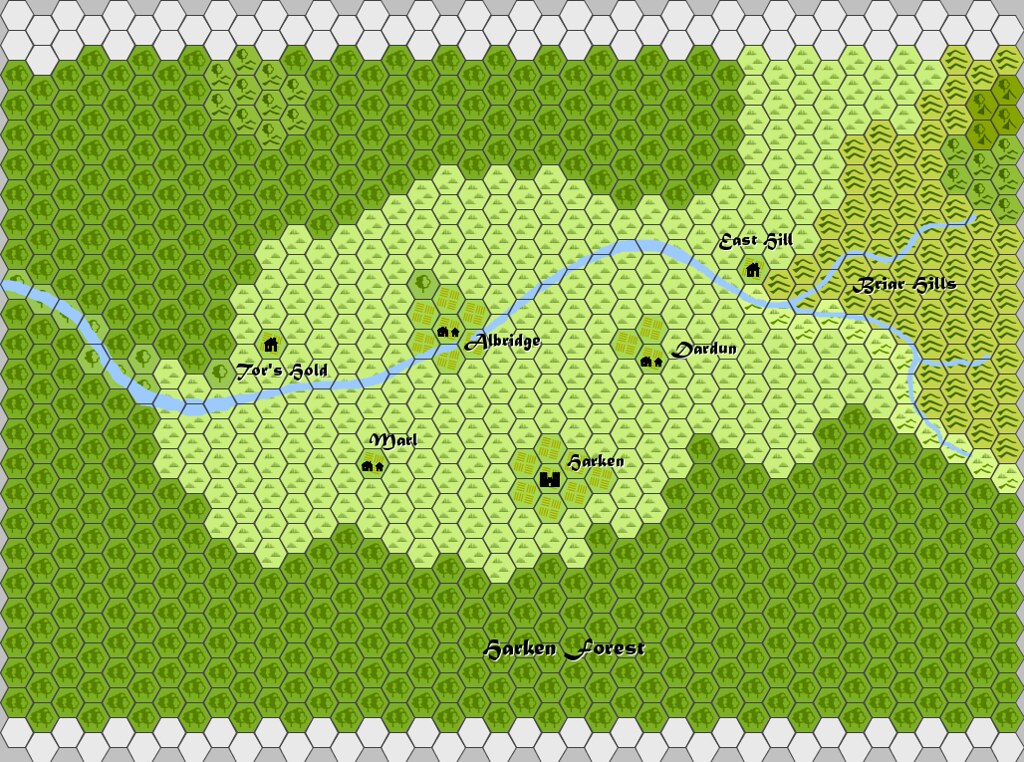 East Hill
Briar Hills
Albridge
Dardun
Tor's Hold
Marl
Harken
Harken Forest